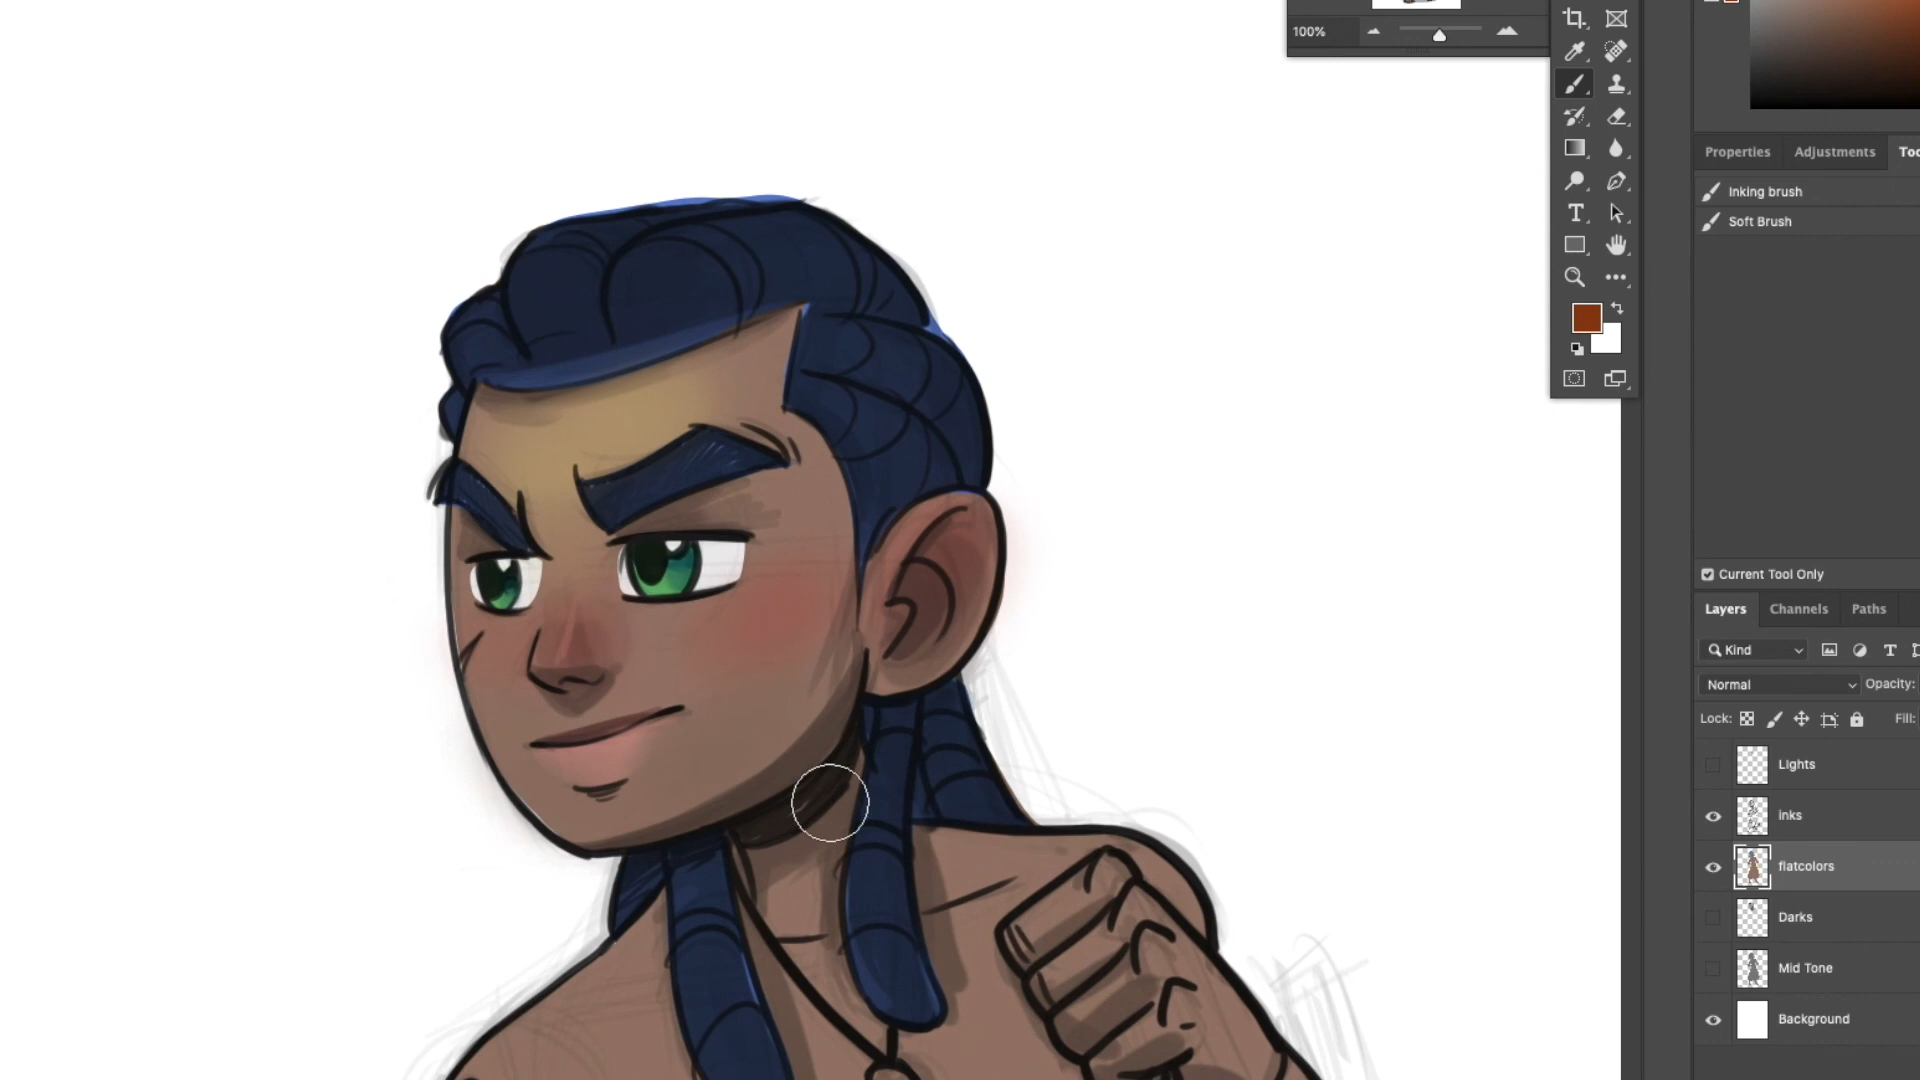 100%
Properties Adjustments Too
Inking brush
Soft Brush
Current Tool Only
Layers Channels Paths
Kind
Normal Opacity:
Lock: Fill:
Lights
inks
flatcolors
Darks
Mid Tone
Background